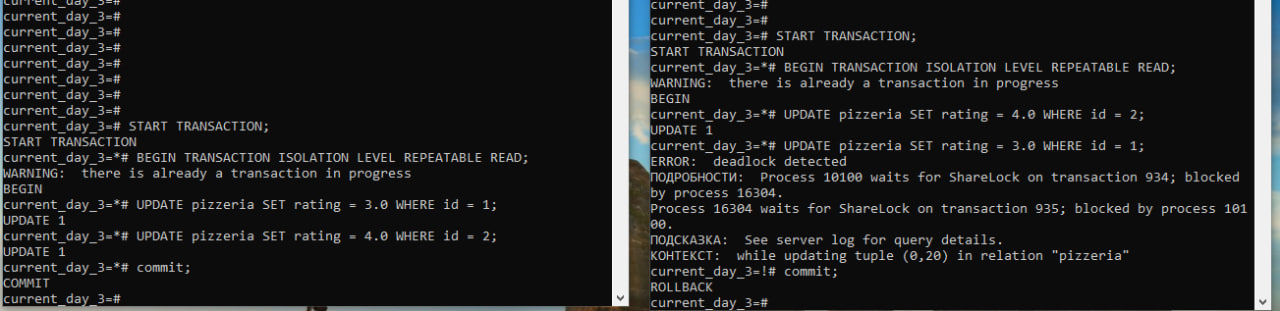 current_day_3=#
current_day_3=#
current_day_3=#
current_day_3=#
current_day_3=#
current_day_3=#
current_day_3=#
current_day_3=#
current_day_3=# START TRANSACTION;
START TRANSACTION
current_day_3=*# BEGIN TRANSACTION ISOLATION LEVEL REPEATABLE READ;
WARNING:  there is already a transaction in progress
BEGIN
current_day_3=*# UPDATE pizzeria SET rating = 3.0 WHERE id = 1;
UPDATE 1
current_day_3=*# UPDATE pizzeria SET rating = 4.0 WHERE id = 2;
UPDATE 1
current_day_3=*# commit;
COMMIT
current_day_3=#
current_day_3=#
current_day_3=#
current_day_3=# START TRANSACTION;
START TRANSACTION
current_day_3=*# BEGIN TRANSACTION ISOLATION LEVEL REPEATABLE READ;
WARNING:  there is already a transaction in progress
BEGIN
current_day_3=*# UPDATE pizzeria SET rating = 4.0 WHERE id = 2;
UPDATE 1
current_day_3=*# UPDATE pizzeria SET rating = 3.0 WHERE id = 1;
ERROR:  deadlock detected
ПОДРОБНОСТИ:  Process 10100 waits for ShareLock on transaction 934; blocked
by process 16304.
Process 16304 waits for ShareLock on transaction 935; blocked by process 101
00.
ПОДСКАЗКА:  See server log for query details.
КОНТЕКСТ:  while updating tuple (0,20) in relation "pizzeria"
current_day_3=!# commit;
ROLLBACK
current_day_3=#